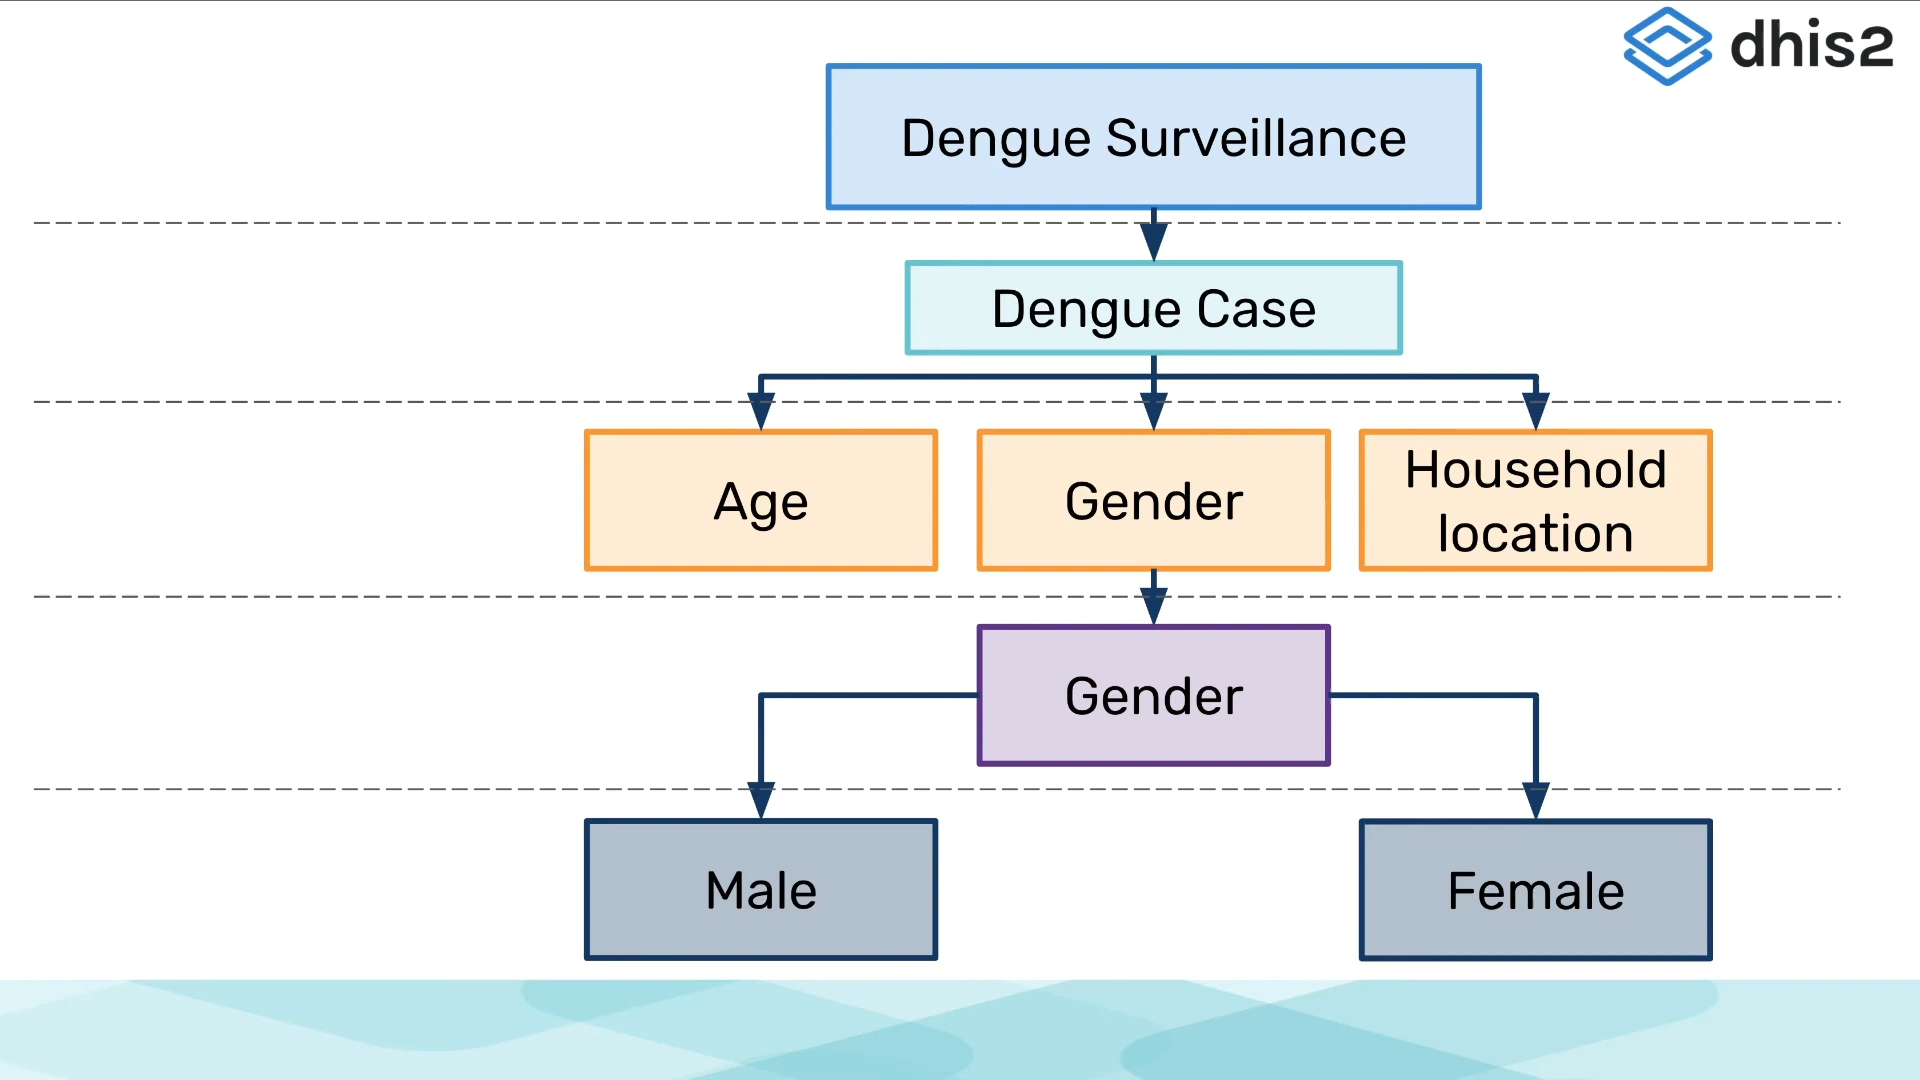 dhis2
Dengue Surveillance
Dengue Case
Age
Gender
Household
location
Gender
Male
Female